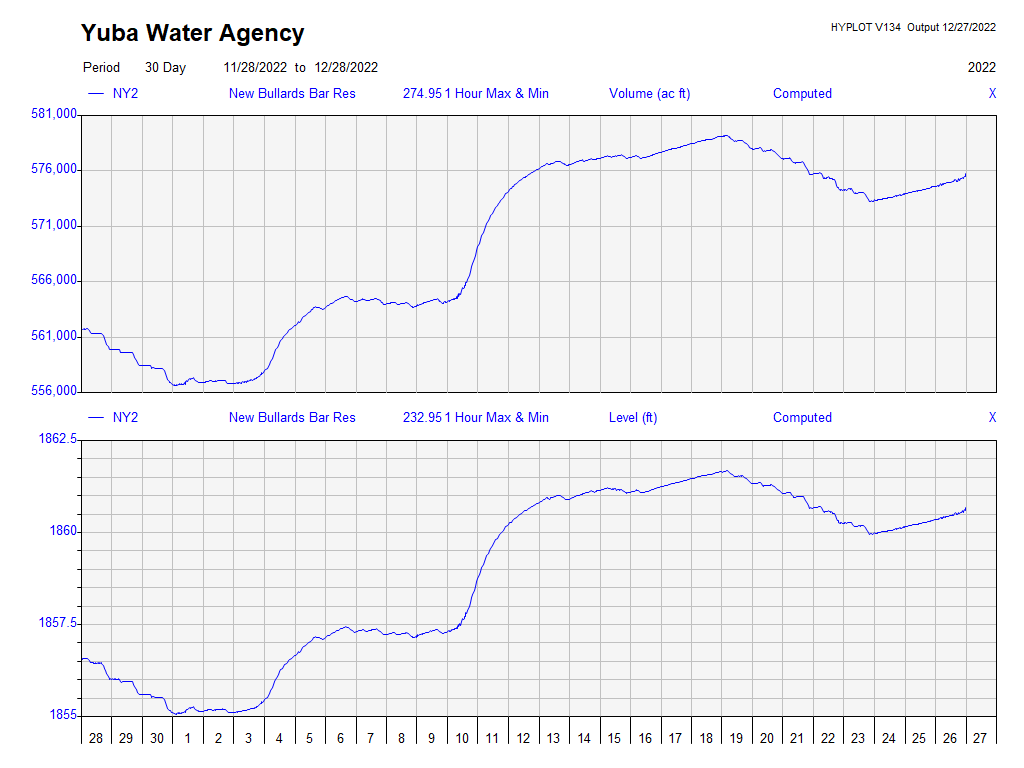 Yuba Water Agency
HYPLOT V134 Output 12/27/2022
Period 30 Day 11/28/2022 to 12/28/2022 2022
NY2 New Bullards Bar Res 274.95 1 Hour Max & Min Volume (ac ft) Computed X
581,000
576,000
571,000
566,000
561,000
556,000
NY2 New Bullards Bar Res 232.95 1 Hour Max & Min Level (ft) Computed X
1862.5
1860
1857.5
1855
28 29 30 1 2 3 4 5 6 7 8 9 10 11 12 13 14 15 16 17 18 19 20 21 22 23 24 25 26 27